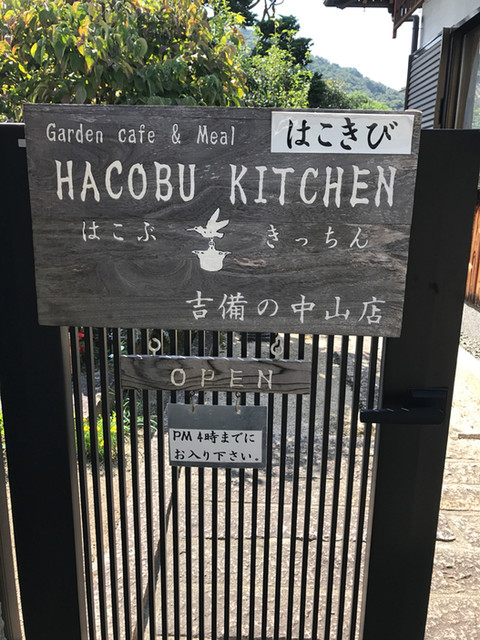 Garden cafe & Meal
はこきび
HACOBU KITCHEN
はこぶ きっちん
吉備の中山店
OPEN
PM 4時までに
お入り下さい。